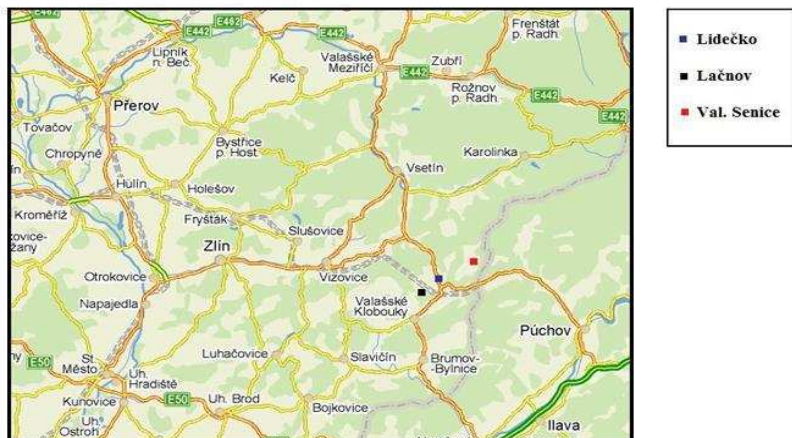 E462
E442
Lipník
n. Beč.
Frenštát
p. Radh.
Kelč
Valašské
Meziříčí
Zubří
E442
Rožnov
p. Radh.
E442
E442
Přerov
Tovačov
Chropyně
Bystřice
p. Host.
Vsetín
Karolinka
Hulín
Holešov
Kroměříž
Fryšták
Slušovice
Zlín
Otrokovice
Vizovice
Napajedla
Valašské
Klobouky
Púchov
E50
St.
Město
Luhačovice
Slavičín
Brumov-
-Bylnice
Uh.
Hradiště
Kunovice
E50
Uh. Brod
Bojkovice
Uh.
Ostroh
Ilava
Lidečko
Lačnov
Val. Senice